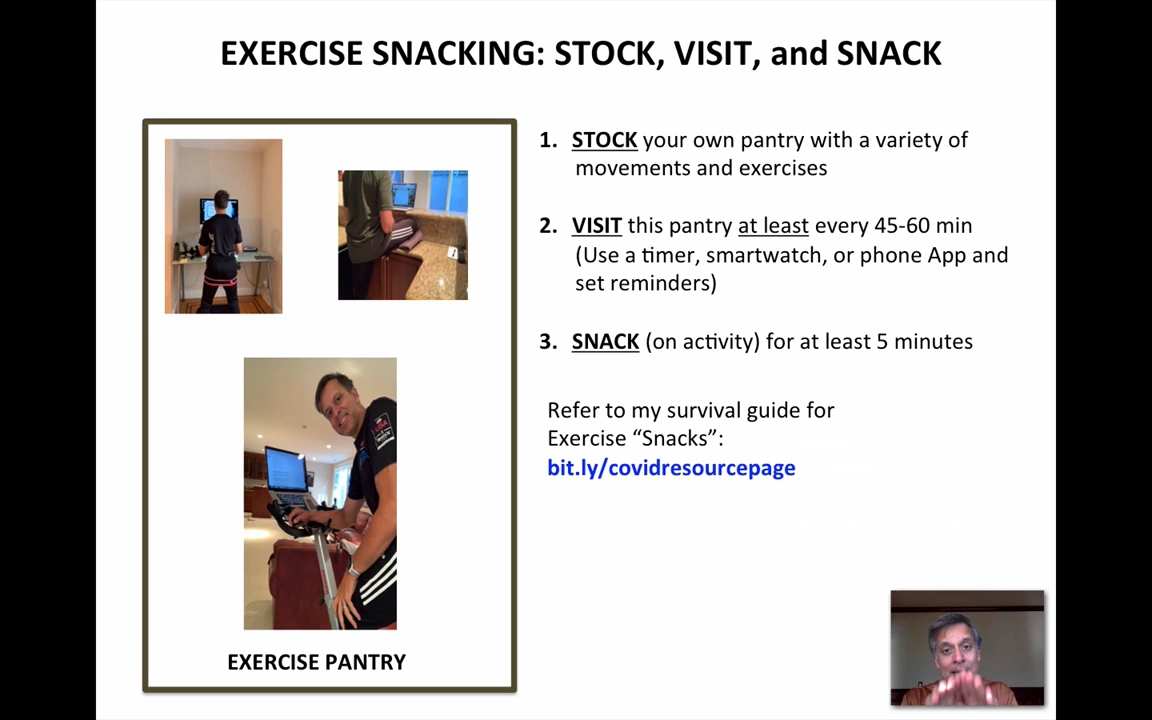 EXERCISE SNACKING: STOCK, VISIT, and SNACK
1. STOCK your own pantry with a variety of
movements and exercises
2. VISIT this pantry at least every 45-60 min
(Use a timer, smartwatch, or phone App and
set reminders)
3. SNACK (on activity) for at least 5 minutes
Refer to my survival guide for
Exercise “Snacks”:
bit.ly/covidresourcepage
USA
EXERCISE PANTRY